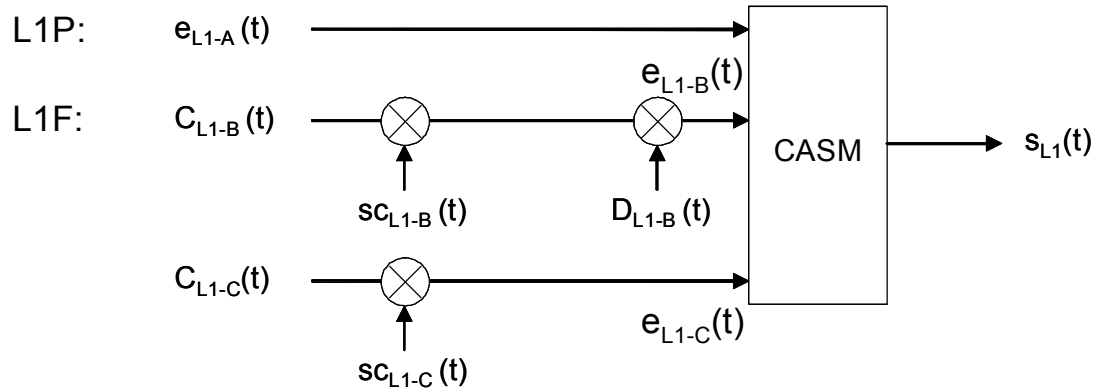 L1P: e_L1-A(t)
e_L1-B(t)
L1F: C_L1-B(t)
CASM s_L1(t)
sc_L1-B(t) D_L1-B(t)
C_L1-C(t)
e_L1-C(t)
sc_L1-C(t)